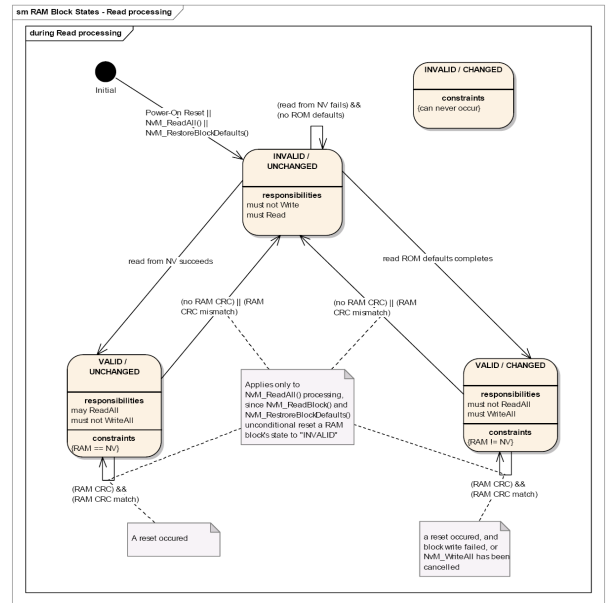 sm RAM Block States - Read processing
during Read processing
Initial
Power-On Reset ||
NvM_ReadAll() ||
NvM_RestoreBlockDefaults()
(read from NV fails) &&
(no ROM defaults)
INVALID / CHANGED
constraints
{can never occur}
INVALID /
UNCHANGED
responsibilities
must not Write
must Read
read from NV succeeds
read ROM defaults completes
(no RAM CRC) || (RAM
CRC mismatch)
(no RAM CRC) || (RAM
CRC mismatch)
VALID /
UNCHANGED
responsibilities
may ReadAll
must not WriteAll
constraints
{RAM == NV}
Applies only to
NvM_ReadAll() processing,
since NvM_ReadBlock() and
NvM_RestroreBlockDefaults()
unconditional reset a RAM
block's state to "INVALID"
VALID / CHANGED
responsibilities
must not ReadAll
must WriteAll
constraints
{RAM != NV}
(RAM CRC) &&
(RAM CRC match)
(RAM CRC) &&
(RAM CRC match)
A reset occured
a reset occured, and
block write failed, or
NvM_WriteAll has been
cancelled